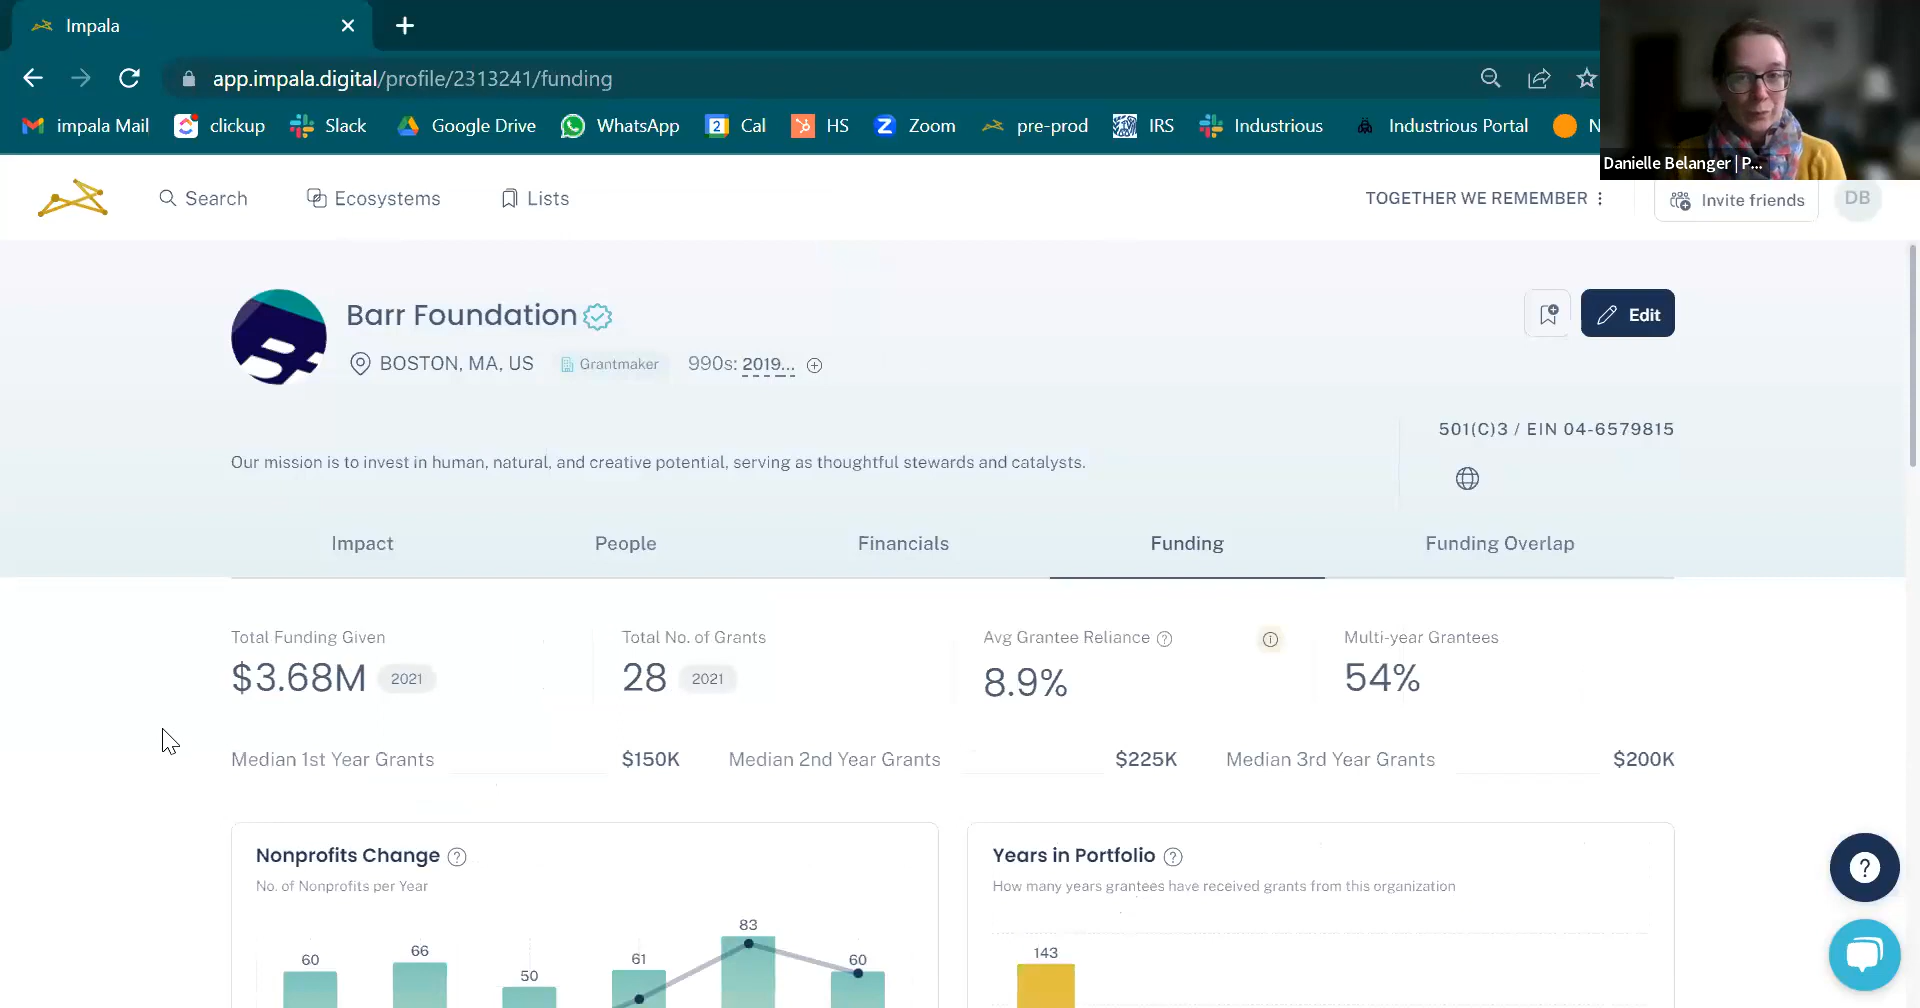 Impala
app.impala.digital/profile/2313241/funding
impala Mail clickup Slack Google Drive WhatsApp 2 Cal HS Zoom pre-prod IRS Industrious Industrious Portal N
Danielle Belanger | P...
Search Ecosystems Lists TOGETHER WE REMEMBER Invite friends DB
Barr Foundation Edit
BOSTON, MA, US Grantmaker 990s: 2019...
501(C)3 / EIN 04-6579815
Our mission is to invest in human, natural, and creative potential, serving as thoughtful stewards and catalysts.
Impact People Financials Funding Funding Overlap
Total Funding Given Total No. of Grants Avg Grantee Reliance ? Multi-year Grantees
$3.68M 2021 28 2021 8.9% 54%
Median 1st Year Grants $150K Median 2nd Year Grants $225K Median 3rd Year Grants $200K
Nonprofits Change ? Years in Portfolio ?
No. of Nonprofits per Year How many years grantees have received grants from this organization
60 66 50 61 83 60 143